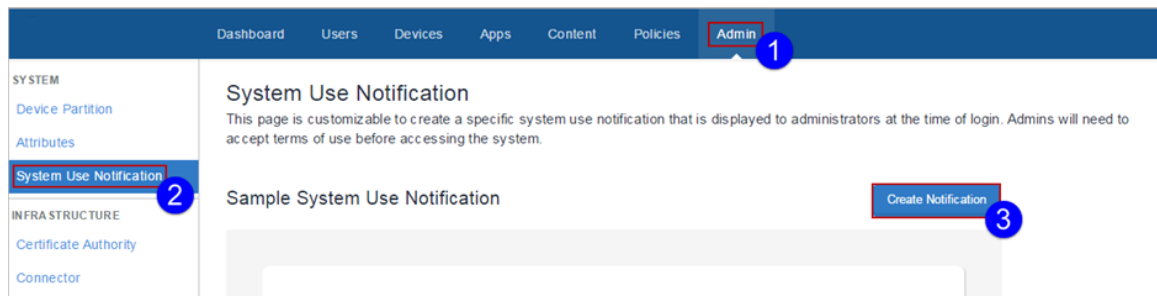 Dashboard Users Devices Apps Content Policies Admin
1
SYSTEM
Device Partition
Attributes
System Use Notification
2
INFRASTRUCTURE
Certificate Authority
Connector
System Use Notification
This page is customizable to create a specific system use notification that is displayed to administrators at the time of login. Admins will need to
accept terms of use before accessing the system.
Sample System Use Notification
Create Notification
3